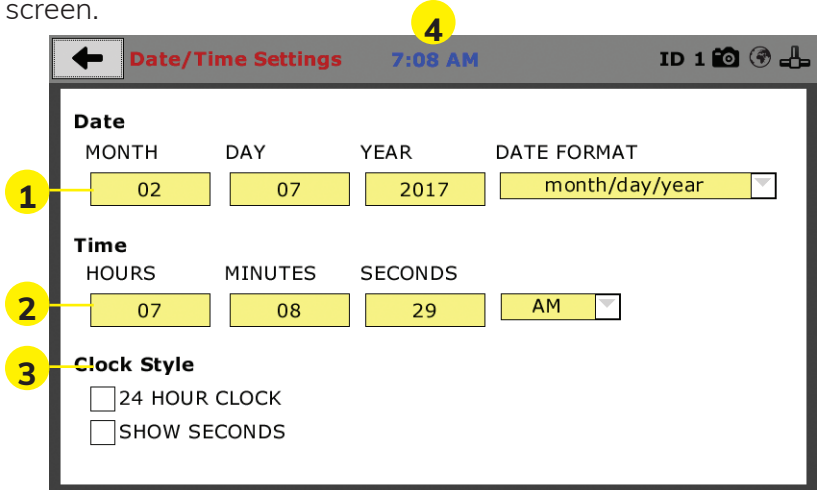 screen.
4
Date/Time Settings 7:08 AM ID 1
Date
MONTH DAY YEAR DATE FORMAT
1 02 07 2017 month/day/year
Time
HOURS MINUTES SECONDS
2 07 08 29 AM
3 Clock Style
24 HOUR CLOCK
SHOW SECONDS